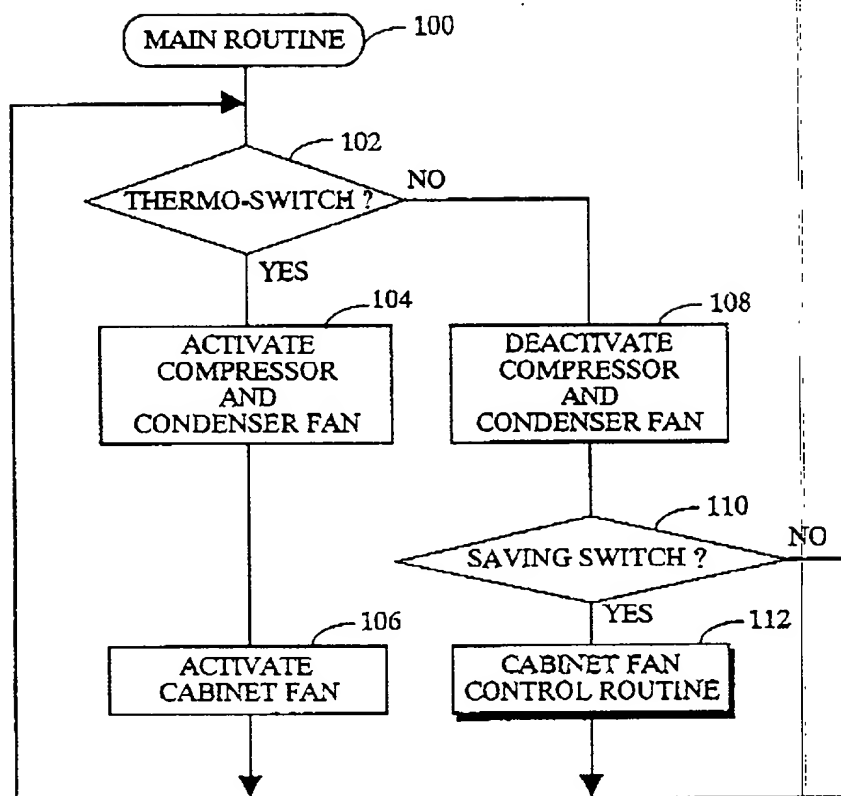 MAIN ROUTINE
100
102
THERMO-SWITCH ?
NO
YES
104
ACTIVATE
COMPRESSOR
AND
CONDENSER FAN
108
DEACTIVATE
COMPRESSOR
AND
CONDENSER FAN
110
SAVING SWITCH ?
NO
YES
106
ACTIVATE
CABINET FAN
112
CABINET FAN
CONTROL ROUTINE